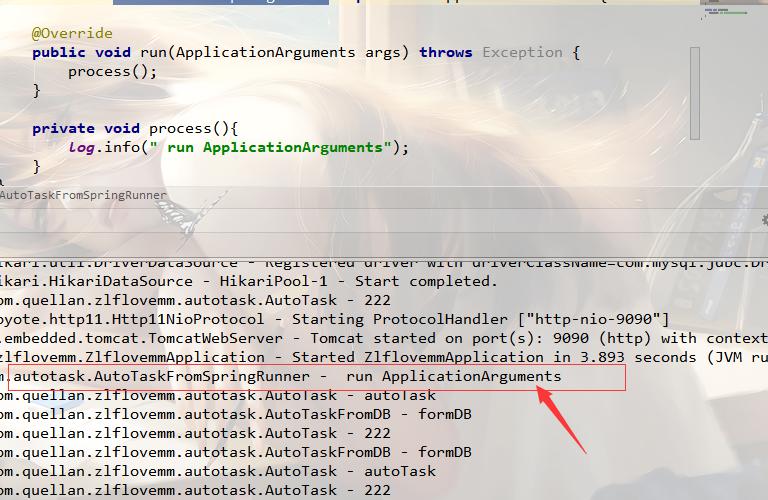 @Override
public void run(ApplicationArguments args) throws Exception {
process();
}
private void process(){
log.info(" run ApplicationArguments");
}
AutoTaskFromSpringRunner
ikari.util.DriverDataSource - Registered driver with driverClassName=com.mysql.jdbc.Dr
ikari.HikariDataSource - HikariPool-1 - Start completed.
om.quellan.zlflovemm.autotask.AutoTask - 222
oyote.http11.Http11NioProtocol - Starting ProtocolHandler ["http-nio-9090"]
.embedded.tomcat.TomcatWebServer - Tomcat started on port(s): 9090 (http) with context
zlflovemm.ZlflovemmApplication - Started ZlflovemmApplication in 3.893 seconds (JVM ru
m.autotask.AutoTaskFromSpringRunner -  run ApplicationArguments
om.quellan.zlflovemm.autotask.AutoTask - autoTask
om.quellan.zlflovemm.autotask.AutoTaskFromDB - formDB
om.quellan.zlflovemm.autotask.AutoTask - 222
om.quellan.zlflovemm.autotask.AutoTaskFromDB - formDB
om.quellan.zlflovemm.autotask.AutoTask - autoTask
om.quellan.zlflovemm.autotask.AutoTask - 222